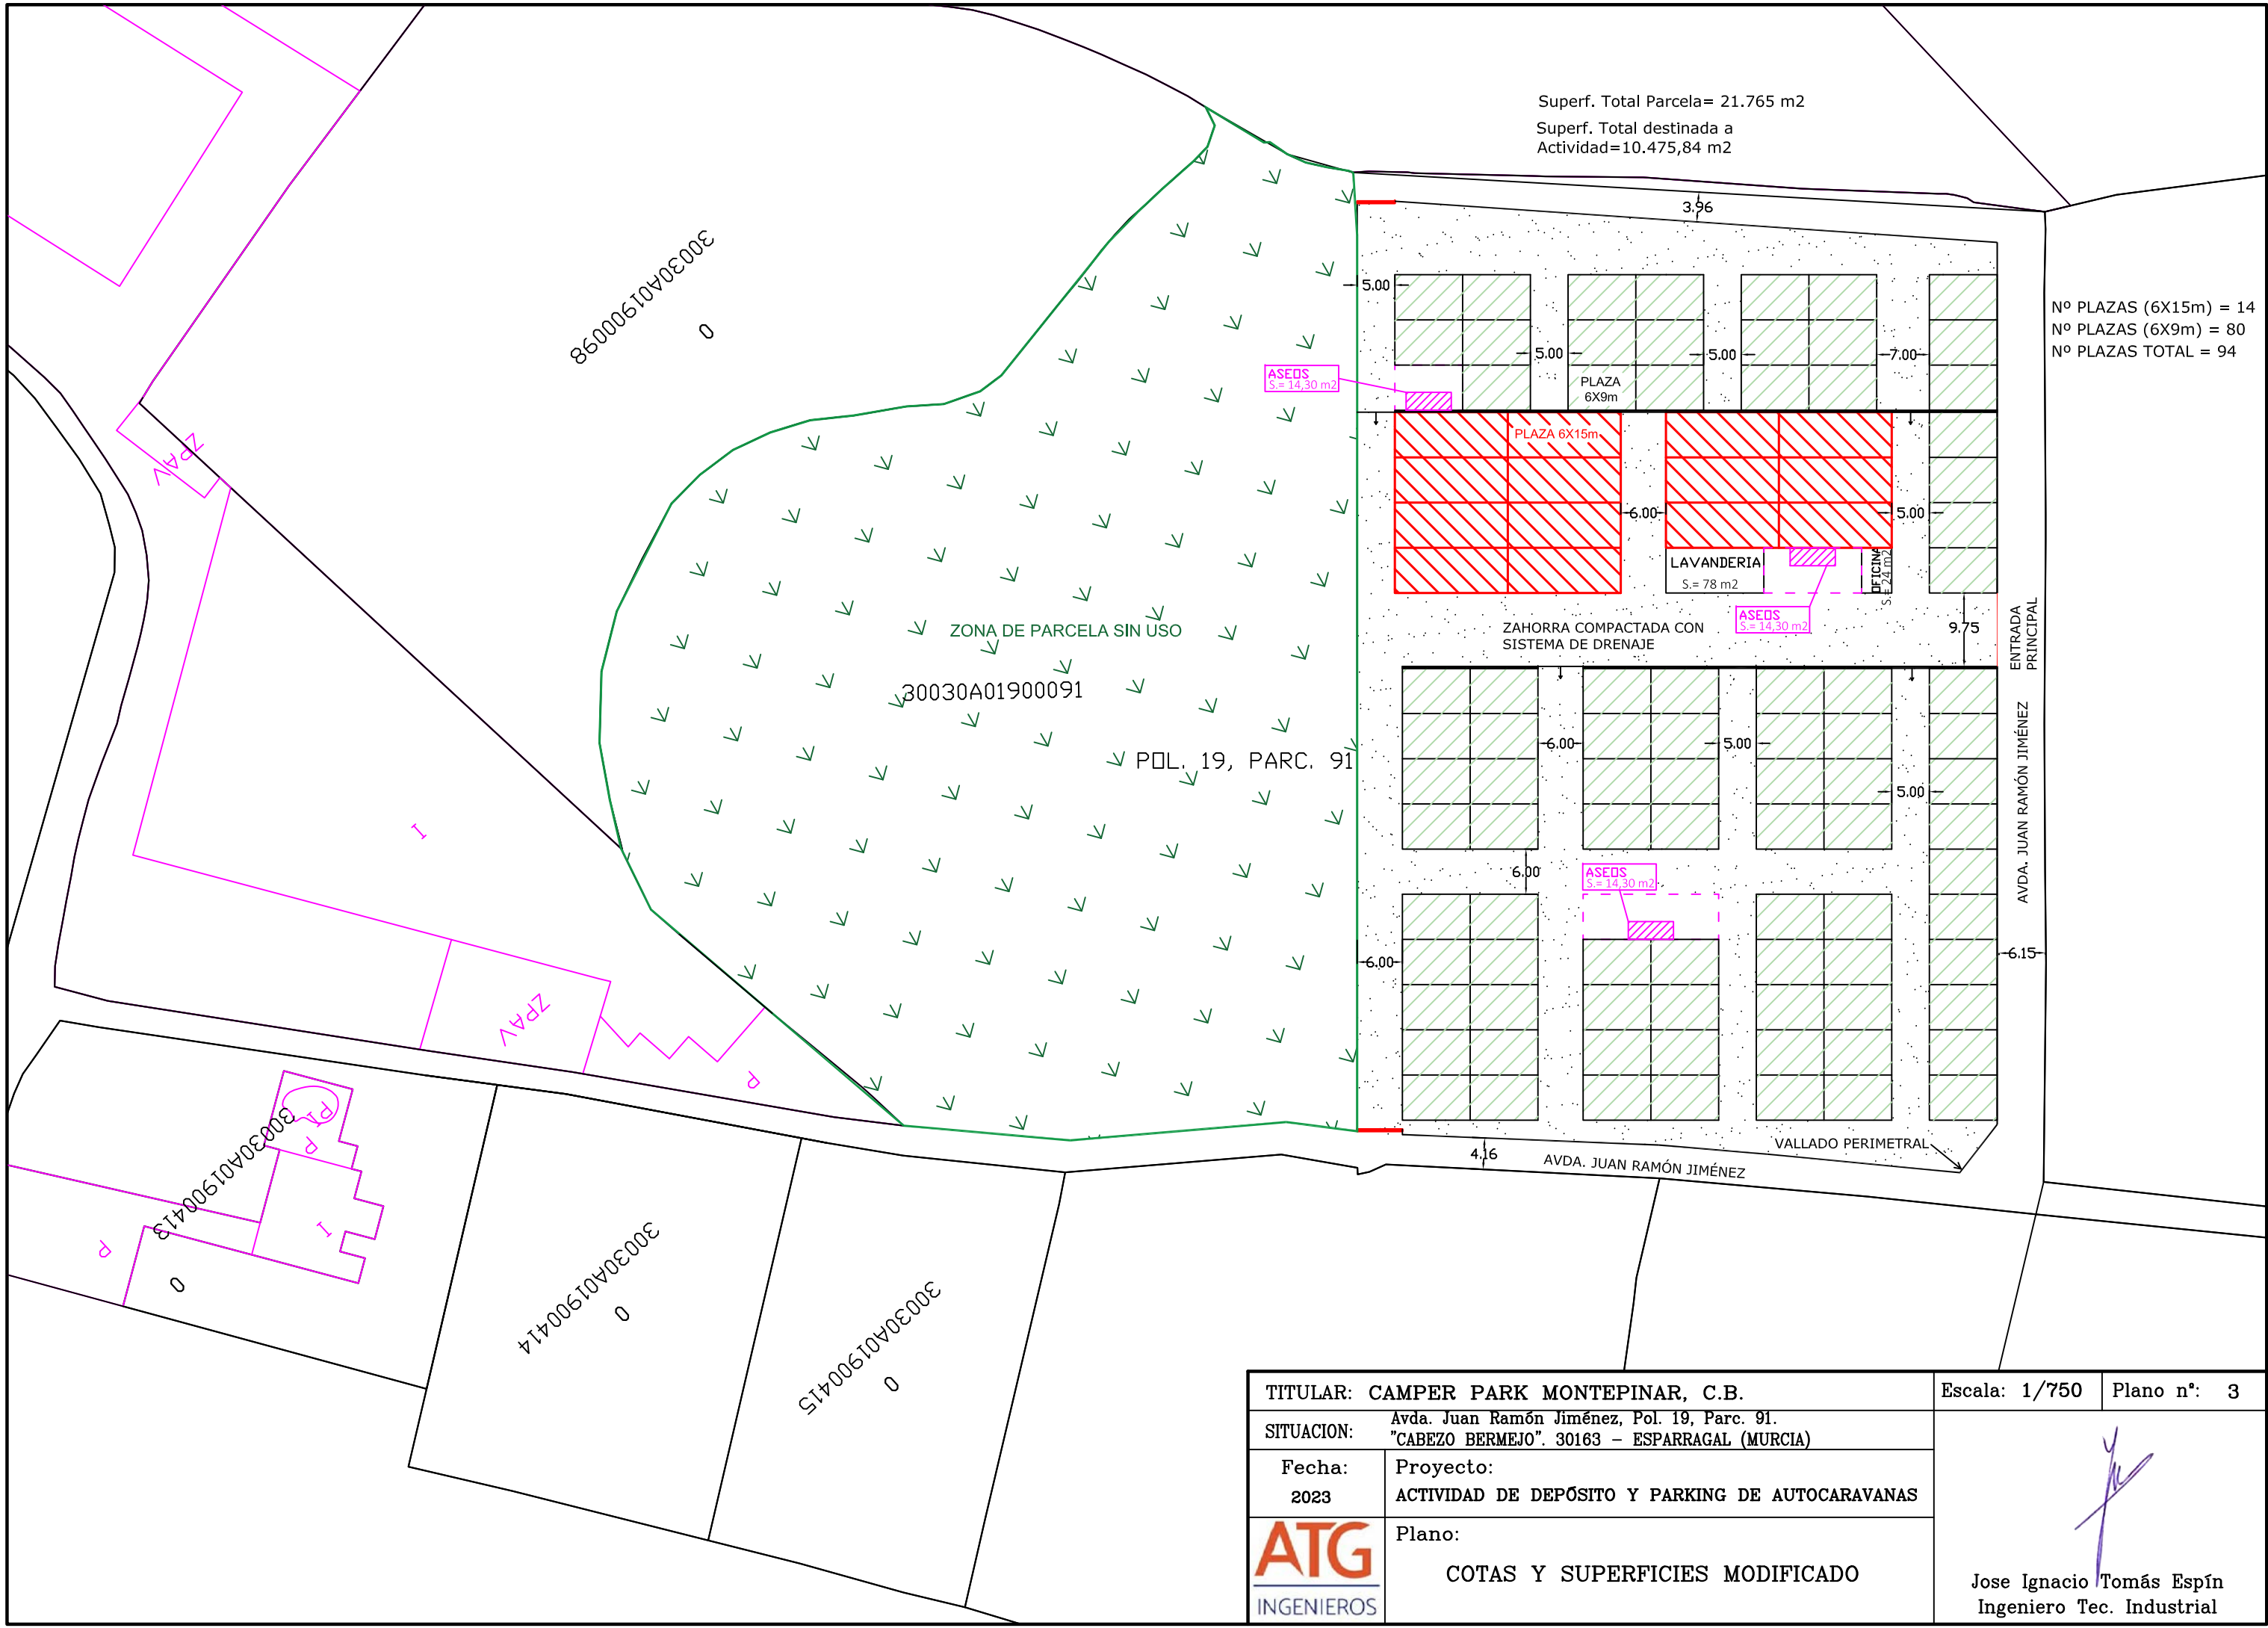 Superf. Total Parcela= 21.765 m2
Superf. Total destinada a
Actividad=10.475,84 m2
3.96
30030A01900098
0
5.00
5.00
5.00
7.00
Nº PLAZAS (6X15m) = 14
Nº PLAZAS (6X9m) = 80
Nº PLAZAS TOTAL = 94
ASEOS
S.= 14,30 m2
PLAZA
6X9m
PLAZA 6X15m
ZPAV
6.00
5.00
LAVANDERIA
S.= 78 m2
OFICINA
S.= 24 m2
ASEOS
S.= 14,30 m2
ZONA DE PARCELA SIN USO
ZAHORRA COMPACTADA CON
SISTEMA DE DRENAJE
9.75
ENTRADA
PRINCIPAL
30030A01900091
POL. 19, PARC. 91
6.00
5.00
5.00
AVDA. JUAN RAMÓN JIMÉNEZ
I
6.00
ASEOS
S.= 14,30 m2
6.00
6.15
ZPAV
P
PI
P
30030A01900413
0
I
P
4.16
AVDA. JUAN RAMÓN JIMÉNEZ
VALLADO PERIMETRAL
30030A01900414
0
30030A01900415
0
TITULAR: CAMPER PARK MONTEPINAR, C.B.
Escala: 1/750
Plano nº: 3
SITUACION: Avda. Juan Ramón Jiménez, Pol. 19, Parc. 91.
"CABEZO BERMEJO". 30163 – ESPARRAGAL (MURCIA)
Fecha:
2023
Proyecto:
ACTIVIDAD DE DEPÓSITO Y PARKING DE AUTOCARAVANAS
ATG
INGENIEROS
Plano:
COTAS Y SUPERFICIES MODIFICADO
Jose Ignacio Tomás Espín
Ingeniero Tec. Industrial